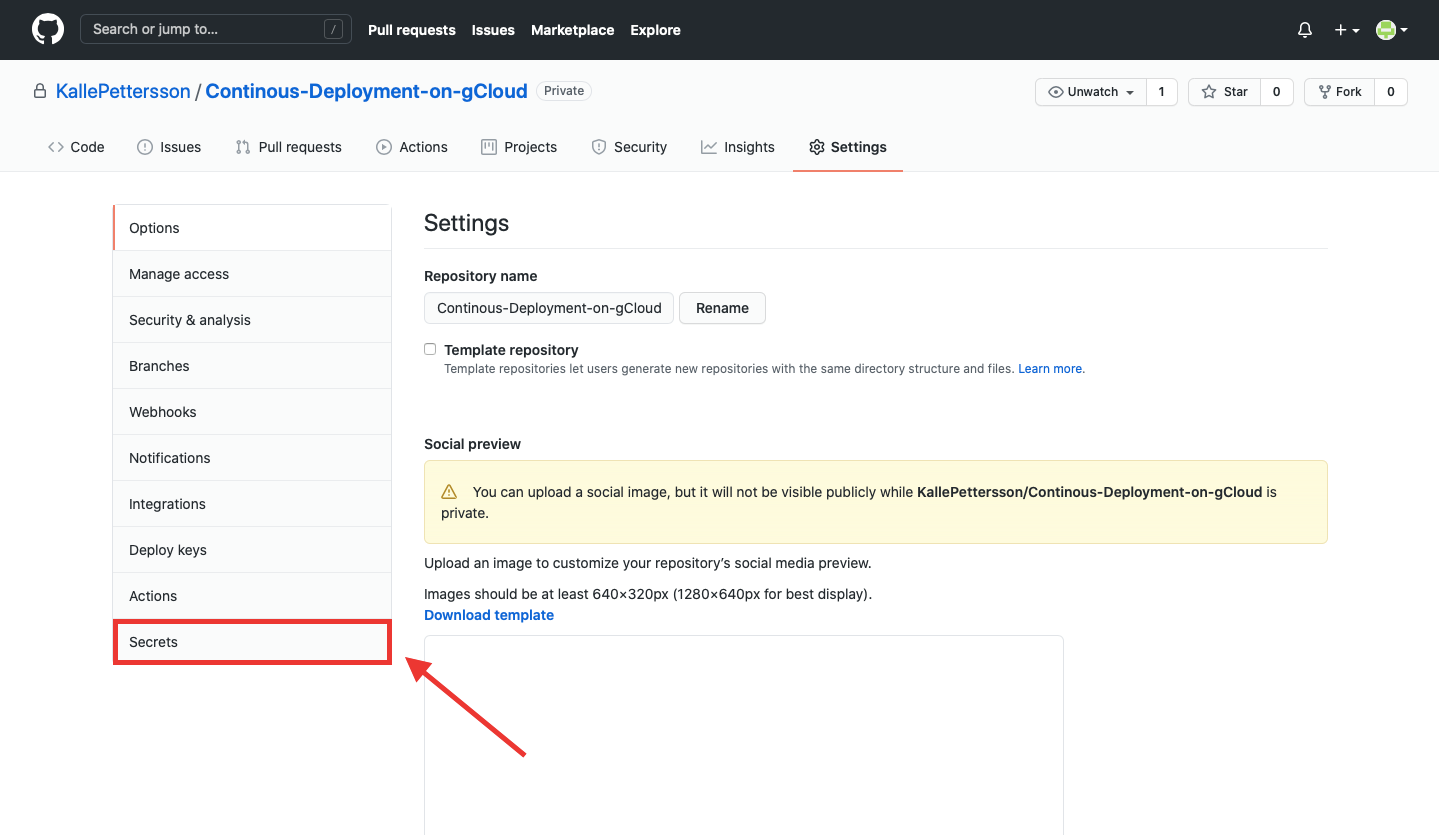 Search or jump to... /
Pull requests Issues Marketplace Explore
KallePettersson / Continous-Deployment-on-gCloud Private
Unwatch 1 Star 0 Fork 0
Code Issues Pull requests Actions Projects Security Insights Settings
Options
Manage access
Security & analysis
Branches
Webhooks
Notifications
Integrations
Deploy keys
Actions
Secrets
Settings
Repository name
Continous-Deployment-on-gCloud Rename
Template repository
Template repositories let users generate new repositories with the same directory structure and files. Learn more.
Social preview
You can upload a social image, but it will not be visible publicly while KallePettersson/Continous-Deployment-on-gCloud is
private.
Upload an image to customize your repository’s social media preview.
Images should be at least 640×320px (1280×640px for best display).
Download template